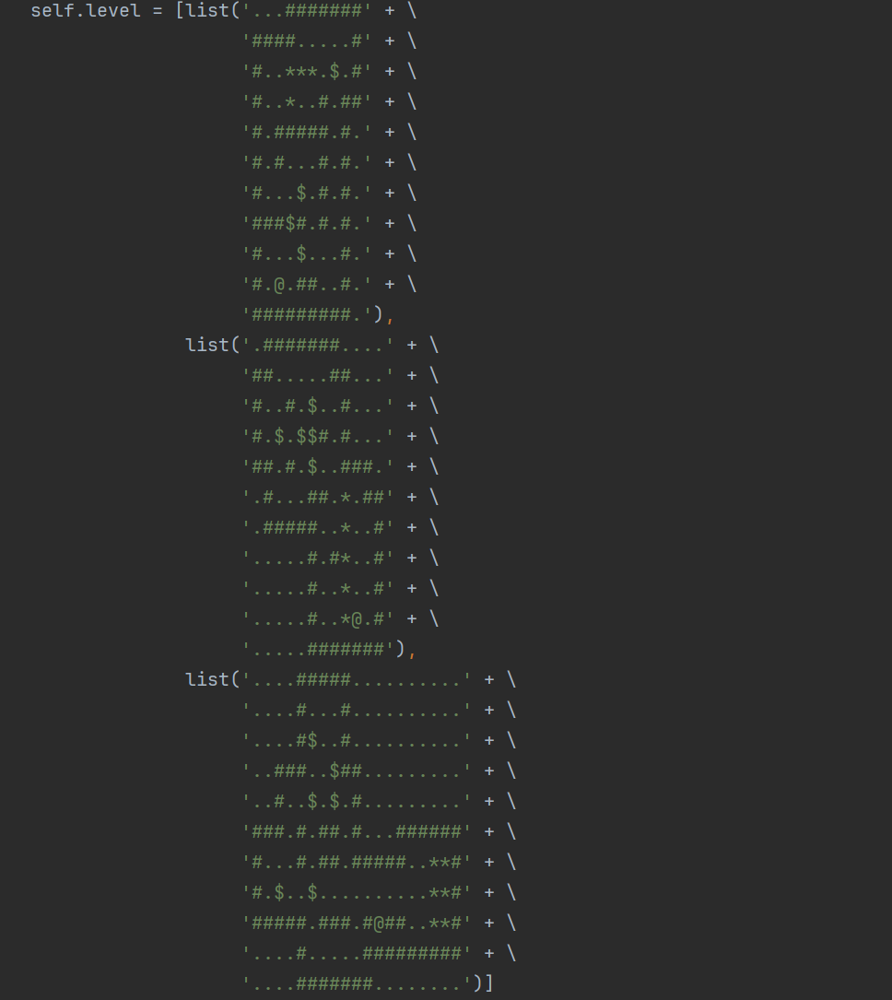 self.level = [list('...#######' + \
'####.....#' + \
'#..***.$.#' + \
'#..*..#.##' + \
'#.#####.#.' + \
'#.#...#.#.' + \
'#...$.#.#.' + \
'###$#.#.#.' + \
'#...$...#.' + \
'#.@.##..#.' + \
'#########.'),
list('.#######....' + \
'##.....##...' + \
'#..#.$..#...' + \
'#.$.$$#.#...' + \
'##.#.$..###.' + \
'.#...##.*.##' + \
'.#####..*..#' + \
'.....#.#*..#' + \
'.....#..*..#' + \
'.....#..*@.#' + \
'.....#######'),
list('....#####..........' + \
'....#...#..........' + \
'....#$..#..........' + \
'..###..$##.........' + \
'..#..$.$.#.........' + \
'###.#.##.#...######' + \
'#...#.##.#####..**#' + \
'#.$..$..........**#' + \
'#####.###.#@##..**#' + \
'....#.....#########' + \
'....#######........')]